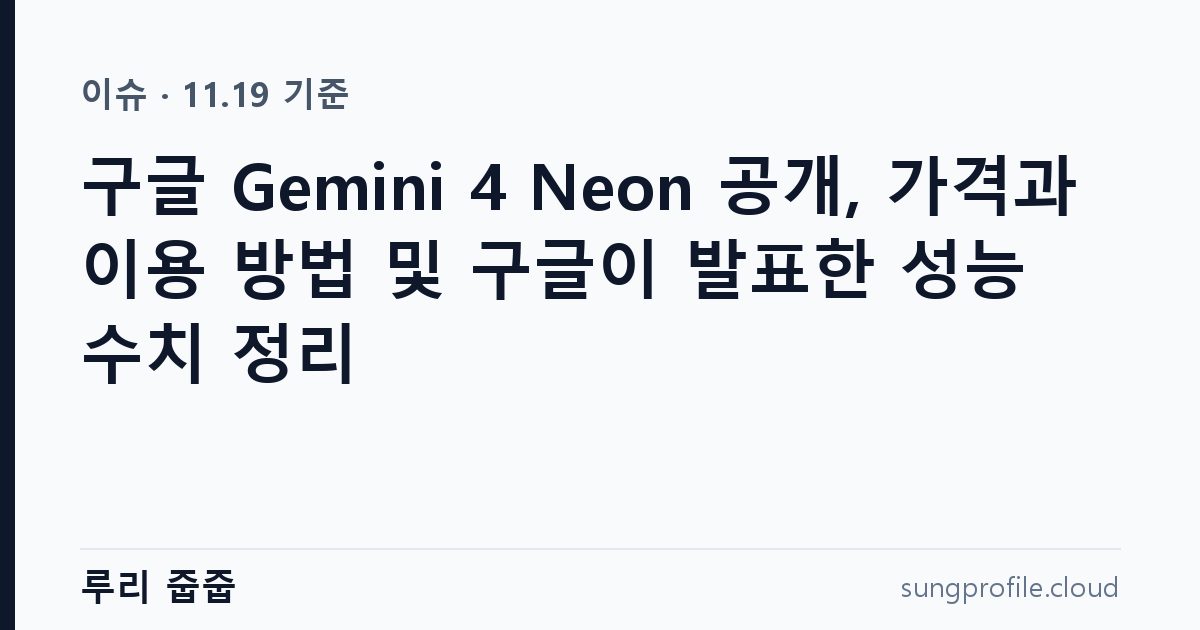 이슈 · 11.19 기준
구글 Gemini 4 Neon 공개, 가격과
이용 방법 및 구글이 발표한 성능
수치 정리
루리 줍줍
sungprofile.cloud